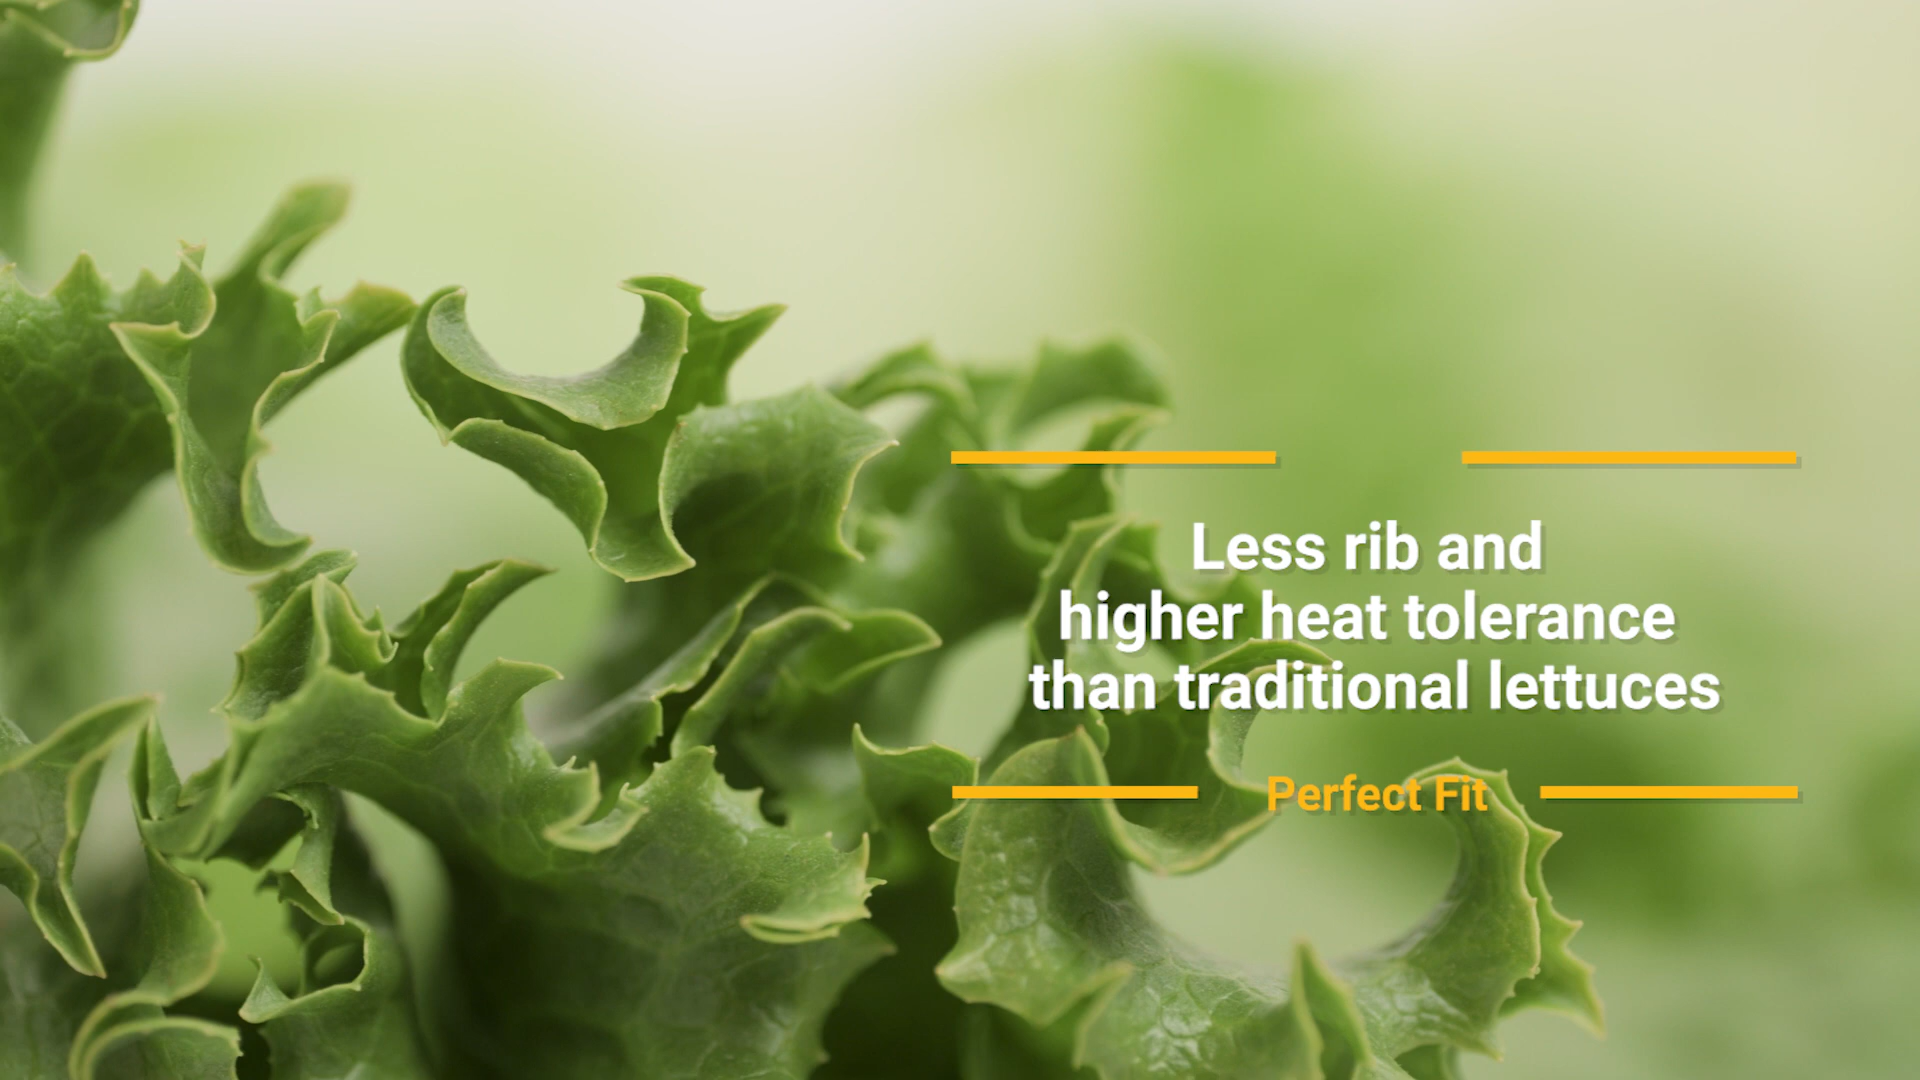 Less rib and
higher heat tolerance
than traditional lettuces
Perfect Fit